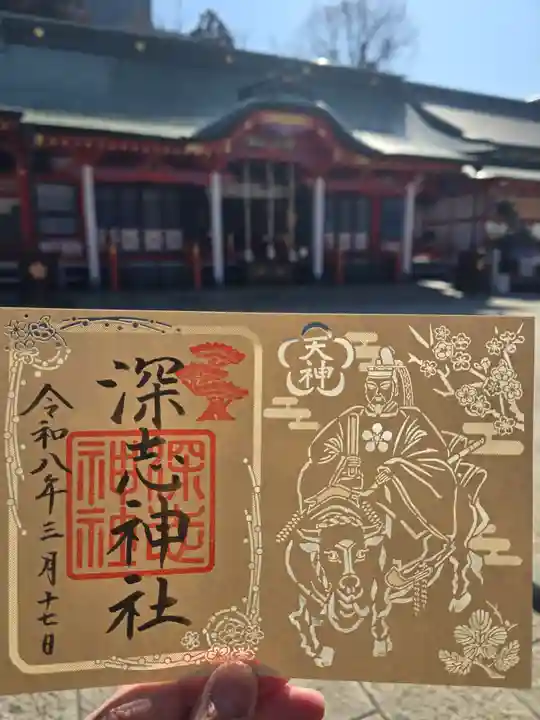 深志神社
令和八年三月十七日
深志
神社
天神